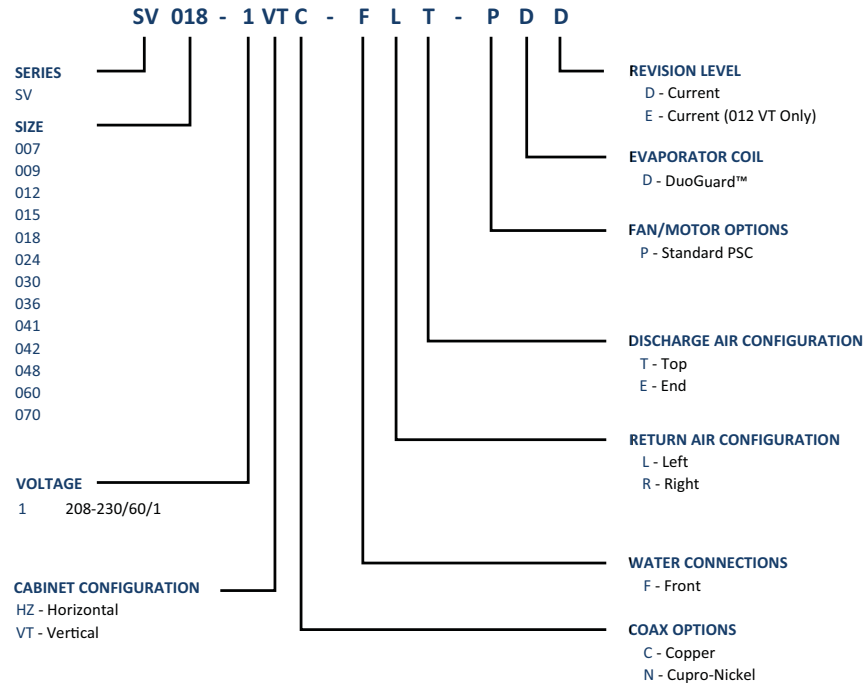 SV 018 - 1 VT C - F L T - P D D
SERIES
SV
SIZE
007
009
012
015
018
024
030
036
041
042
048
060
070
VOLTAGE
1 208-230/60/1
CABINET CONFIGURATION
HZ - Horizontal
VT - Vertical
REVISION LEVEL
D - Current
E - Current (012 VT Only)
EVAPORATOR COIL
D - DuoGuard™
FAN/MOTOR OPTIONS
P - Standard PSC
DISCHARGE AIR CONFIGURATION
T - Top
E - End
RETURN AIR CONFIGURATION
L - Left
R - Right
WATER CONNECTIONS
F - Front
COAX OPTIONS
C - Copper
N - Cupro-Nickel